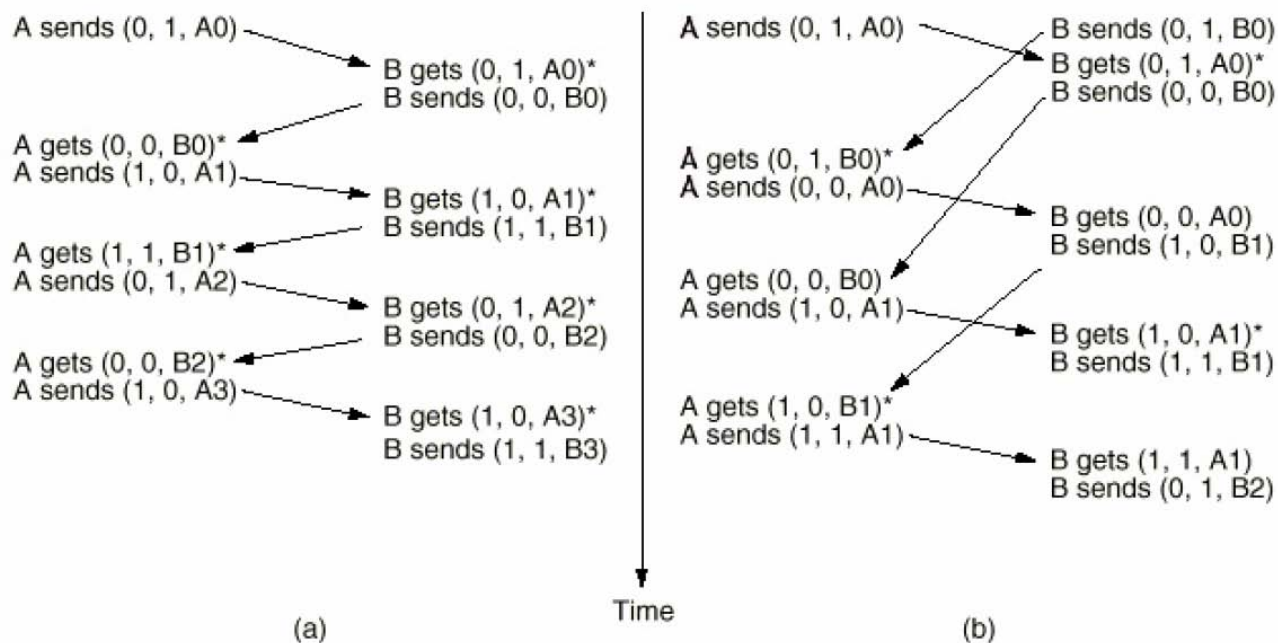 A sends (0, 1, A0)
B gets (0, 1, A0)*
B sends (0, 0, B0)
A gets (0, 0, B0)*
A sends (1, 0, A1)
B gets (1, 0, A1)*
B sends (1, 1, B1)
A gets (1, 1, B1)*
A sends (0, 1, A2)
B gets (0, 1, A2)*
B sends (0, 0, B2)
A gets (0, 0, B2)*
A sends (1, 0, A3)
B gets (1, 0, A3)*
B sends (1, 1, B3)
(a)
Time
A sends (0, 1, A0)
B sends (0, 1, B0)
B gets (0, 1, A0)*
B sends (0, 0, B0)
A gets (0, 1, B0)*
A sends (0, 0, A0)
B gets (0, 0, A0)
B sends (1, 0, B1)
A gets (0, 0, B0)
A sends (1, 0, A1)
B gets (1, 0, A1)*
B sends (1, 1, B1)
A gets (1, 0, B1)*
A sends (1, 1, A1)
B gets (1, 1, A1)
B sends (0, 1, B2)
(b)